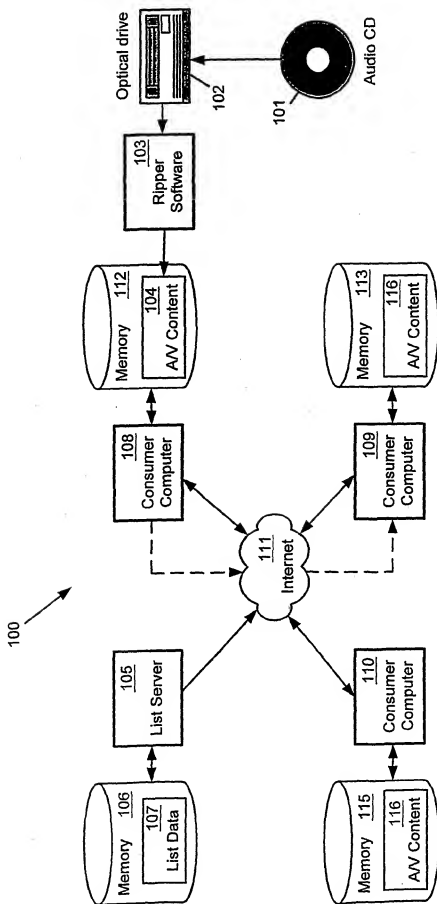 100
Memory 106
107
List Data
105
List Server
Memory 115
116
A/V Content
110
Consumer
Computer
111
Internet
108
Consumer
Computer
Memory 112
104
A/V Content
109
Consumer
Computer
Memory 113
116
A/V Content
103
Ripper
Software
Optical drive
102
101
Audio CD